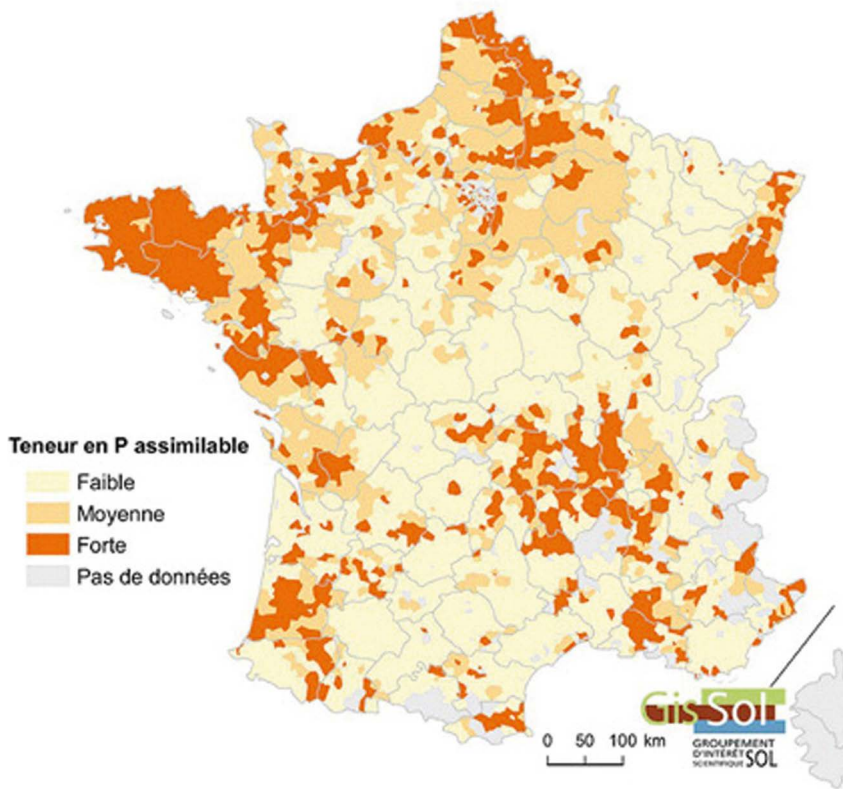 Teneur en P assimilable
Faible
Moyenne
Forte
Pas de données
0 50 100 km
Gis Sol
GROUPEMENT
D'INTÉRÊT
SCIENTIFIQUE SOL